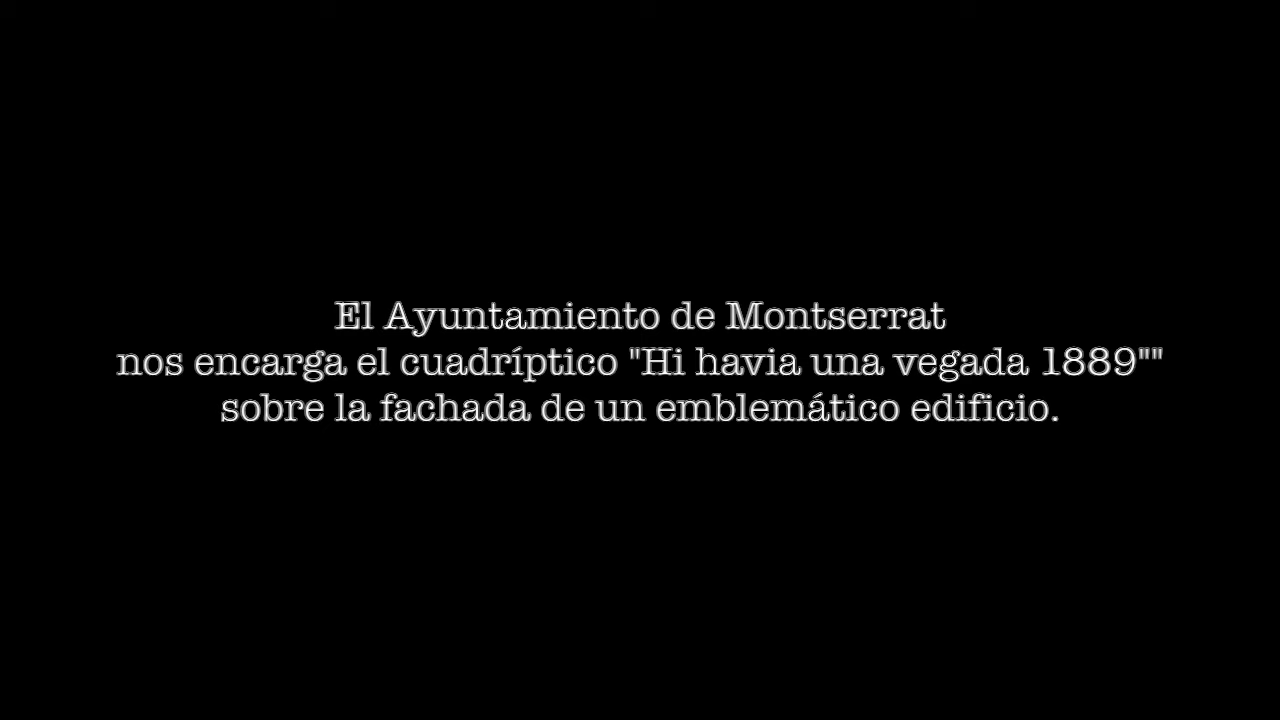 El Ayuntamiento de Montserrat
nos encarga el cuadríptico "Hi havia una vegada 1889""
sobre la fachada de un emblemático edificio.